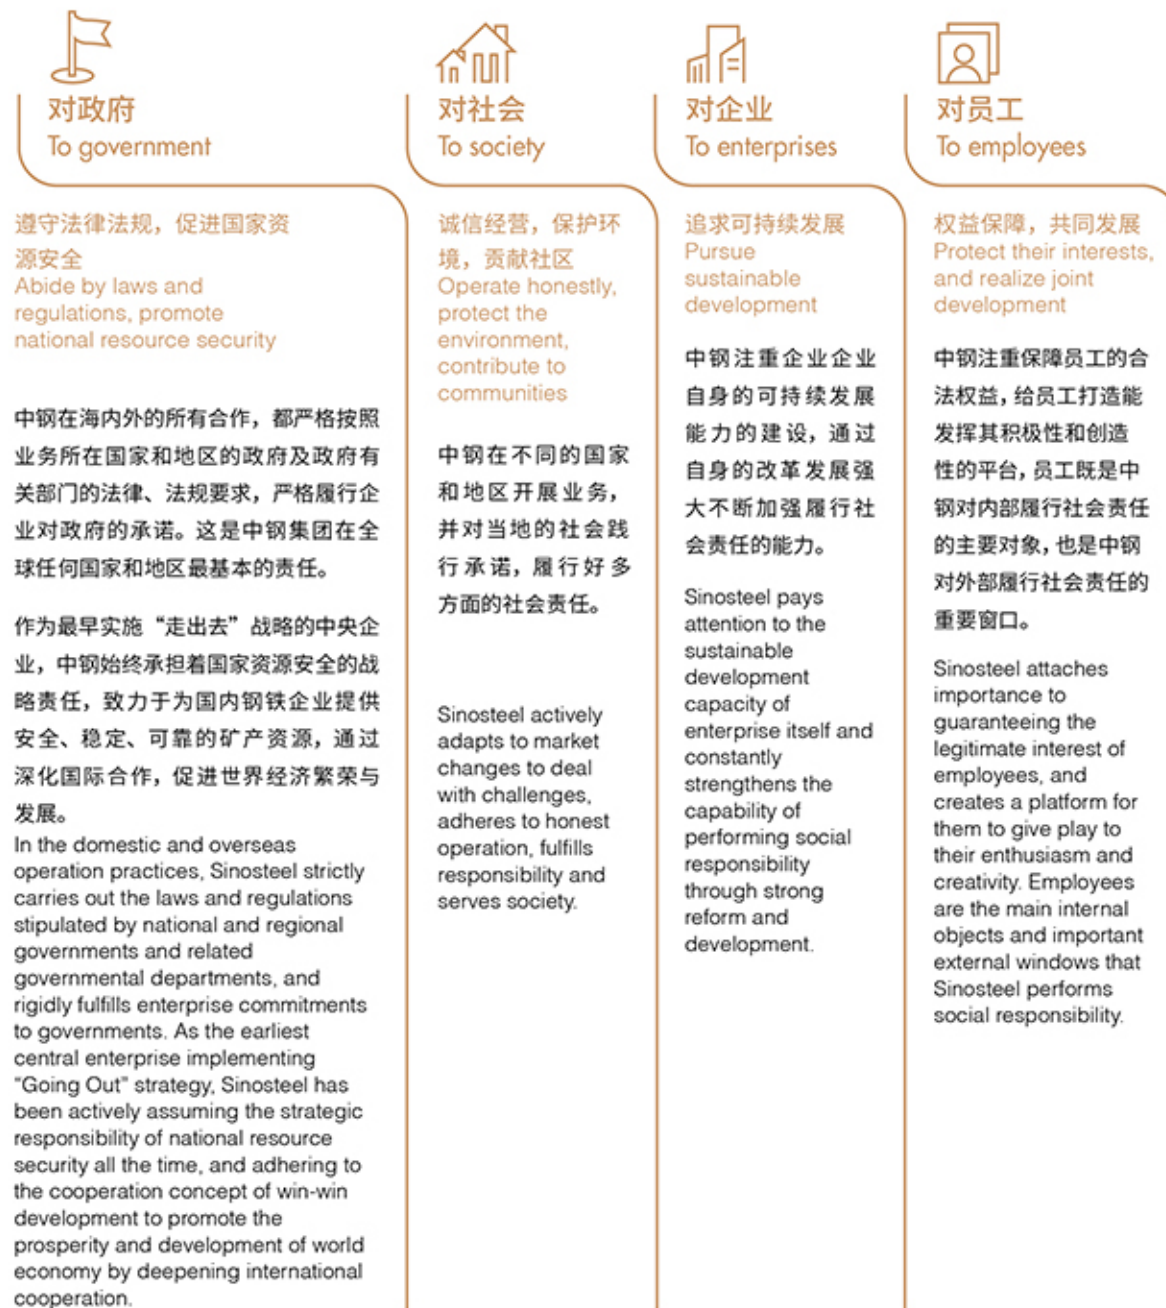 对政府
To government
遵守法律法规，促进国家资
源安全
Abide by laws and
regulations, promote
national resource security
中钢在海内外的所有合作，都严格按照
业务所在国家和地区的政府及政府有
关部门的法律、法规要求，严格履行企
业对政府的承诺。这是中钢集团在全
球任何国家和地区最基本的责任。
作为最早实施“走出去”战略的中央企
业，中钢始终承担着国家资源安全的战
略责任，致力于为国内钢铁企业提供
安全、稳定、可靠的矿产资源，通过
深化国际合作，促进世界经济繁荣与
发展。
In the domestic and overseas
operation practices, Sinosteel strictly
carries out the laws and regulations
stipulated by national and regional
governments and related
governmental departments, and
rigidly fulfills enterprise commitments
to governments. As the earliest
central enterprise implementing
“Going Out” strategy, Sinosteel has
been actively assuming the strategic
responsibility of national resource
security all the time, and adhering to
the cooperation concept of win-win
development to promote the
prosperity and development of world
economy by deepening international
cooperation.
对社会
To society
诚信经营，保护环
境，贡献社区
Operate honestly,
protect the
environment,
contribute to
communities
中钢在不同的国家
和地区开展业务，
并对当地的社会践
行承诺，履行好多
方面的社会责任。
Sinosteel actively
adapts to market
changes to deal
with challenges,
adheres to honest
operation, fulfills
responsibility and
serves society.
对企业
To enterprises
追求可持续发展
Pursue
sustainable
development
中钢注重企业企业
自身的可持续发展
能力的建设，通过
自身的改革发展强
大不断加强履行社
会责任的能力。
Sinosteel pays
attention to the
sustainable
development
capacity of
enterprise itself and
constantly
strengthens the
capability of
performing social
responsibility
through strong
reform and
development.
对员工
To employees
权益保障，共同发展
Protect their interests,
and realize joint
development
中钢注重保障员工的合
法权益，给员工打造能
发挥其积极性和创造
性的平台，员工既是中
钢对内部履行社会责任
的主要对象，也是中钢
对外部履行社会责任的
重要窗口。
Sinosteel attaches
importance to
guaranteeing the
legitimate interest of
employees, and
creates a platform for
them to give play to
their enthusiasm and
creativity. Employees
are the main internal
objects and important
external windows that
Sinosteel performs
social responsibility.